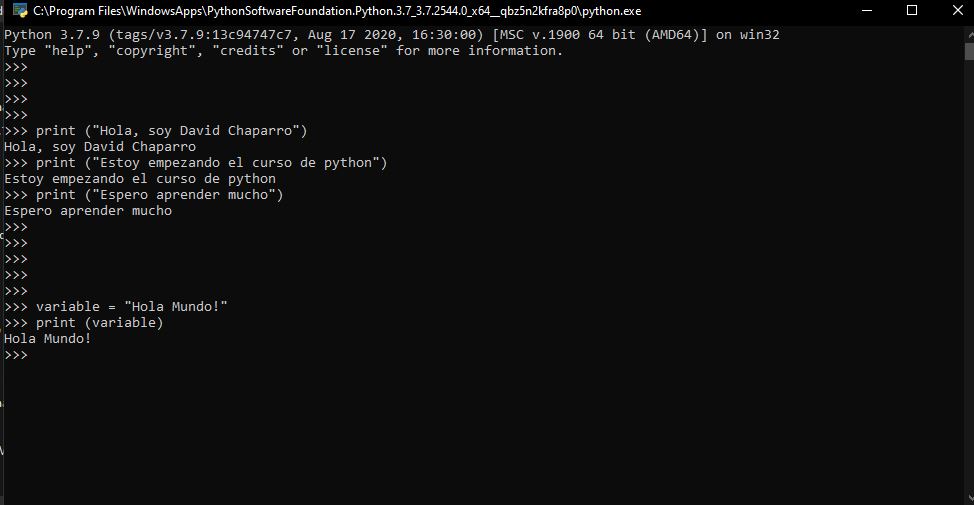 C:\Program Files\WindowsApps\PythonSoftwareFoundation.Python.3.7_3.7.2544.0_x64__qbz5n2kfra8p0\python.exe
Python 3.7.9 (tags/v3.7.9:13c94747c7, Aug 17 2020, 16:30:00) [MSC v.1900 64 bit (AMD64)] on win32
Type "help", "copyright", "credits" or "license" for more information.
>>>
>>>
>>>
>>>
>>> print ("Hola, soy David Chaparro")
Hola, soy David Chaparro
>>> print ("Estoy empezando el curso de python")
Estoy empezando el curso de python
>>> print ("Espero aprender mucho")
Espero aprender mucho
>>>
>>>
>>>
>>>
>>>
>>> variable = "Hola Mundo!"
>>> print (variable)
Hola Mundo!
>>>